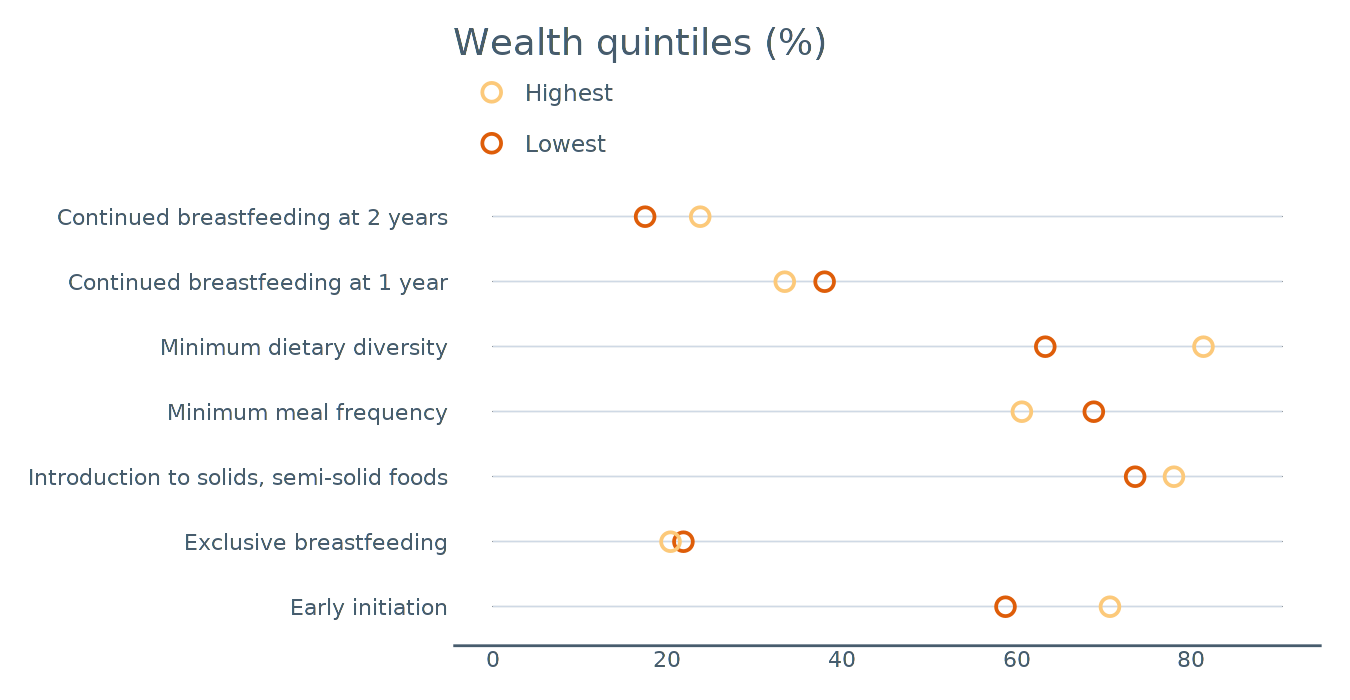 Wealth quintiles (%)
Highest
Lowest
Continued breastfeeding at 2 years
Continued breastfeeding at 1 year
Minimum dietary diversity
Minimum meal frequency
Introduction to solids, semi-solid foods
Exclusive breastfeeding
Early initiation
0 20 40 60 80